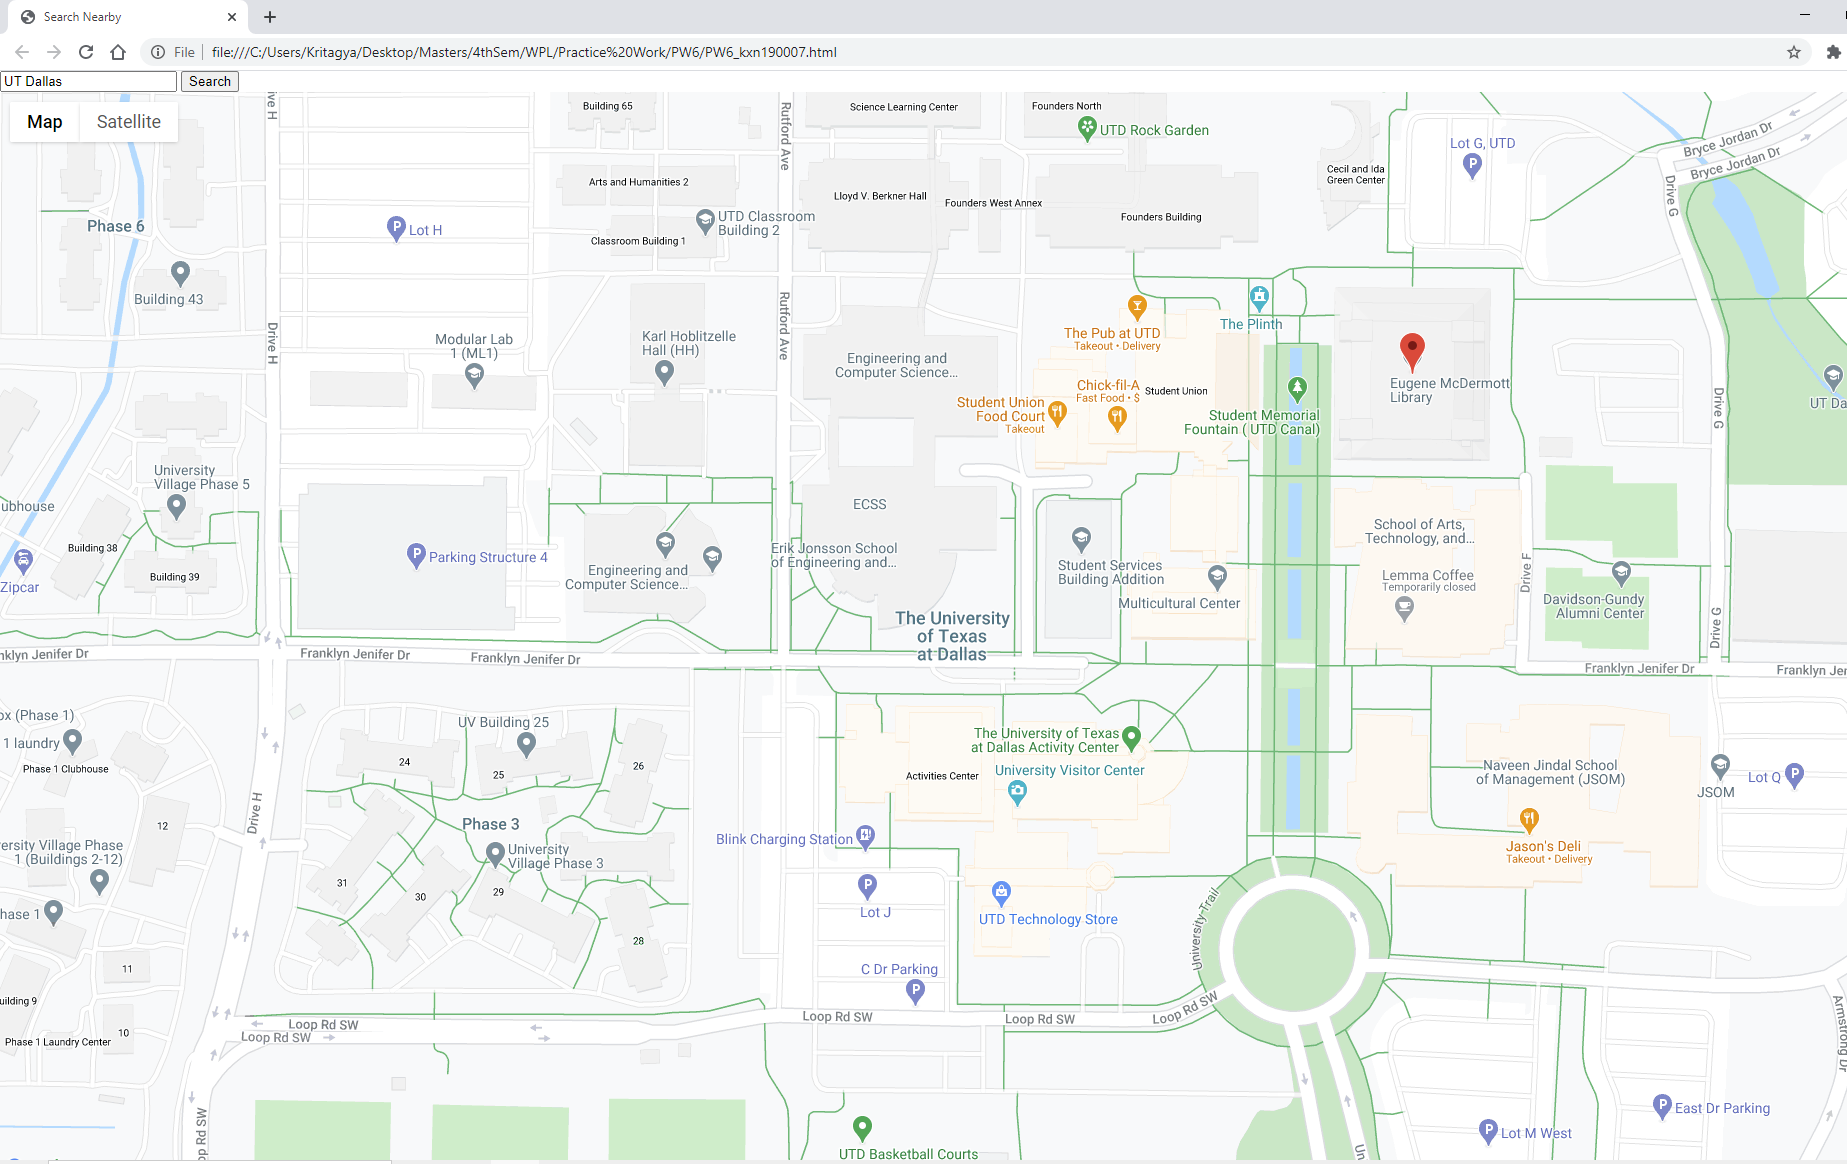 Search Nearby
File
file:///C:/Users/Kritagya/Desktop/Masters/4thSem/WPL/Practice%20Work/PW6/PW6_kxn190007.html
UT Dallas
Search
Map
Satellite
Building 65
Science Learning Center
Founders North
UTD Rock Garden
Rutford Ave
Bryce Jordan Dr
Bryce Jordan Dr
Lot G, UTD
Cecil and Ida
Green Center
Drive G
Arts and Humanities 2
Lloyd V. Berkner Hall
Founders West Annex
Founders Building
UTD Classroom
Building 2
Classroom Building 1
Phase 6
Lot H
Building 43
Drive H
Rutford Ave
The Plinth
The Pub at UTD
Takeout • Delivery
Modular Lab
1 (ML1)
Karl Hoblitzelle
Hall (HH)
Engineering and
Computer Science...
Chick-fil-A
Fast Food • $
Student Union
Student Union
Food Court
Takeout
Student Memorial
Fountain ( UTD Canal)
Eugene McDermott
Library
Drive G
UT Da
University
Village Phase 5
ubhouse
ECSS
Building 38
Building 39
Zipcar
Parking Structure 4
Engineering and
Computer Science...
Erik Jonsson School
of Engineering and...
Student Services
Building Addition
Multicultural Center
School of Arts,
Technology, and...
Lemma Coffee
Temporarily closed
Drive F
Davidson-Gundy
Alumni Center
Drive G
The University
of Texas
at Dallas
nklyn Jenifer Dr
Franklyn Jenifer Dr
Franklyn Jenifer Dr
Franklyn Jenifer Dr
Franklyn Jen
ox (Phase 1)
1 laundry
Phase 1 Clubhouse
UV Building 25
24
25
26
The University of Texas
at Dallas Activity Center
Activities Center
University Visitor Center
Naveen Jindal School
of Management (JSOM)
JSOM
Lot Q
Drive H
12
Phase 3
University
Village Phase 3
Blink Charging Station
Jason's Deli
Takeout • Delivery
ersity Village Phase
1 (Buildings 2-12)
31
30
29
28
hase 1
Lot J
UTD Technology Store
University Trail
11
uilding 9
C Dr Parking
10
Phase 1 Laundry Center
Loop Rd SW
Loop Rd SW
Loop Rd SW
Loop Rd SW
Loop Rd SW
Armstrong Dr
East Dr Parking
Lot M West
op Rd SW
UTD Basketball Courts
Un